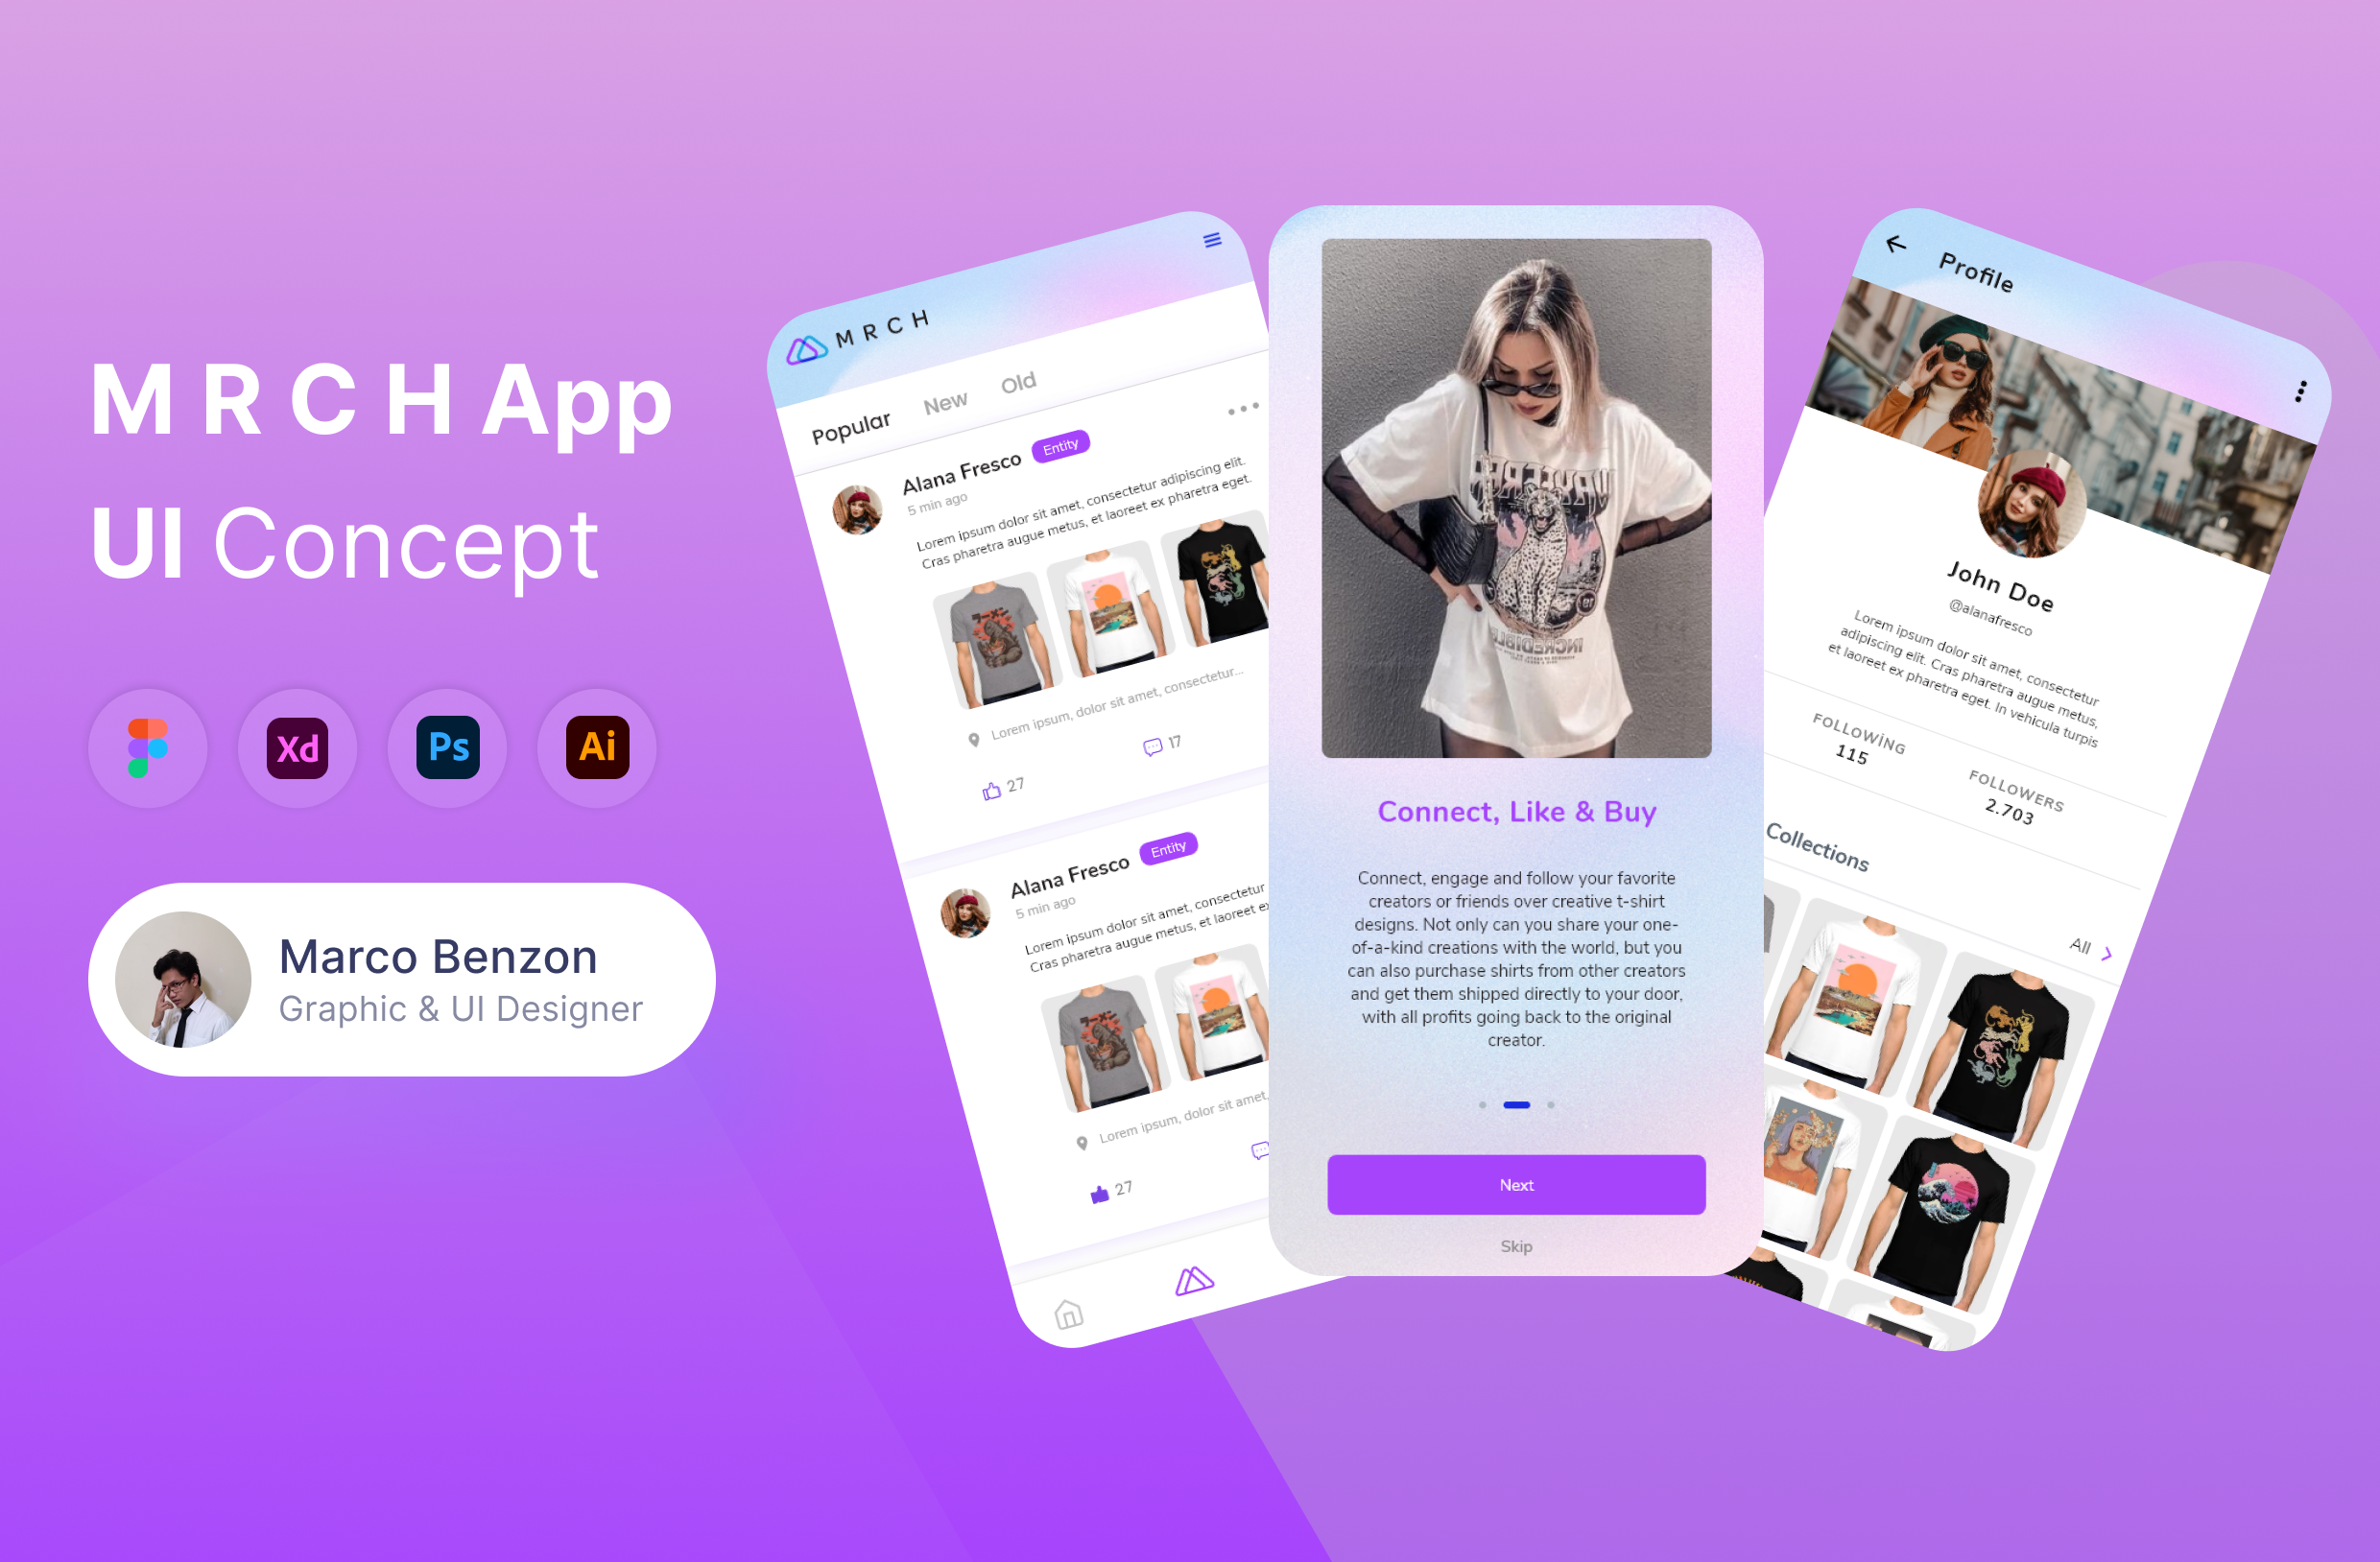 M R C H App
UI Concept
Xd
Ps
Ai
Marco Benzon
Graphic & UI Designer
M R C H
Popular New Old
Alana Fresco Entity
5 min ago
Lorem ipsum dolor sit amet, consectetur adipiscing elit.
Cras pharetra augue metus, et laoreet ex pharetra eget.
Lorem ipsum, dolor sit amet, consectetur...
27 17
Alana Fresco Entity
5 min ago
Lorem ipsum dolor sit amet, consectetur
Cras pharetra augue metus, et laoreet ex
Lorem ipsum, dolor sit amet,
27
INCREDIBLE
Connect, Like & Buy
Connect, engage and follow your favorite
creators or friends over creative t-shirt
designs. Not only can you share your one-
of-a-kind creations with the world, but you
can also purchase shirts from other creators
and get them shipped directly to your door,
with all profits going back to the original
creator.
Next
Skip
Profile
John Doe
@alanafresco
Lorem ipsum dolor sit amet, consectetur
adipiscing elit. Cras pharetra augue metus,
et laoreet ex pharetra eget. In vehicula turpis
FOLLOWİNG
115
FOLLOWERS
2.703
Collections
All